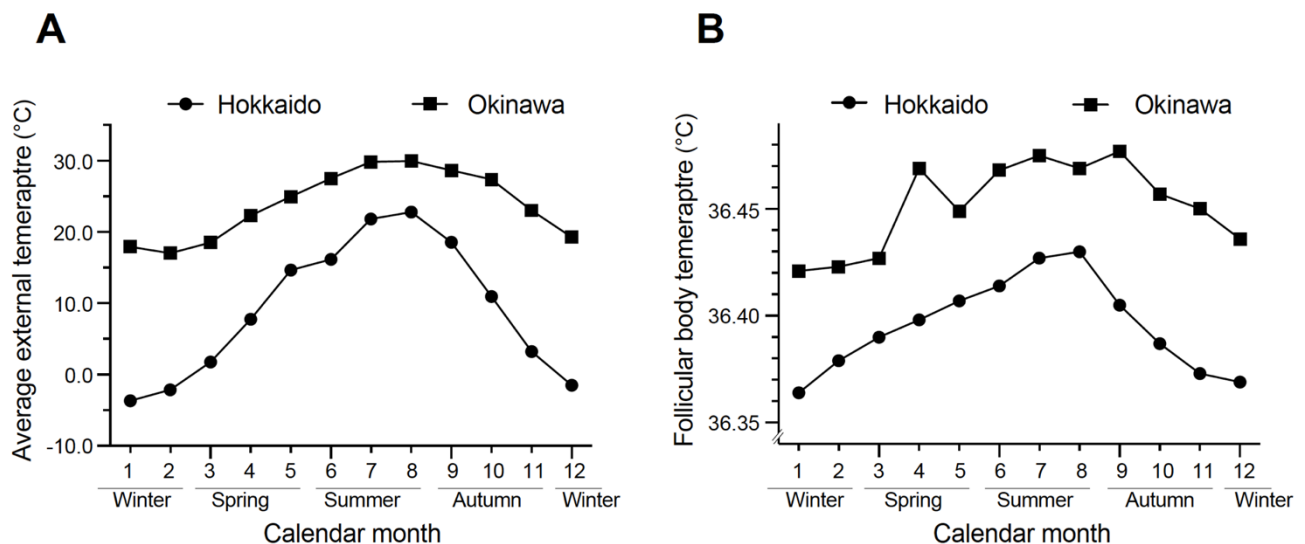 A
Hokkaido
Okinawa
Average external temeraptre (°C)
30.0
20.0
10.0
0.0
-10.0
1 2 3 4 5 6 7 8 9 10 11 12
Winter Spring Summer Autumn Winter
Calendar month
B
Hokkaido
Okinawa
Follicular body temeraptre (°C)
36.45
36.40
36.35
1 2 3 4 5 6 7 8 9 10 11 12
Winter Spring Summer Autumn Winter
Calendar month